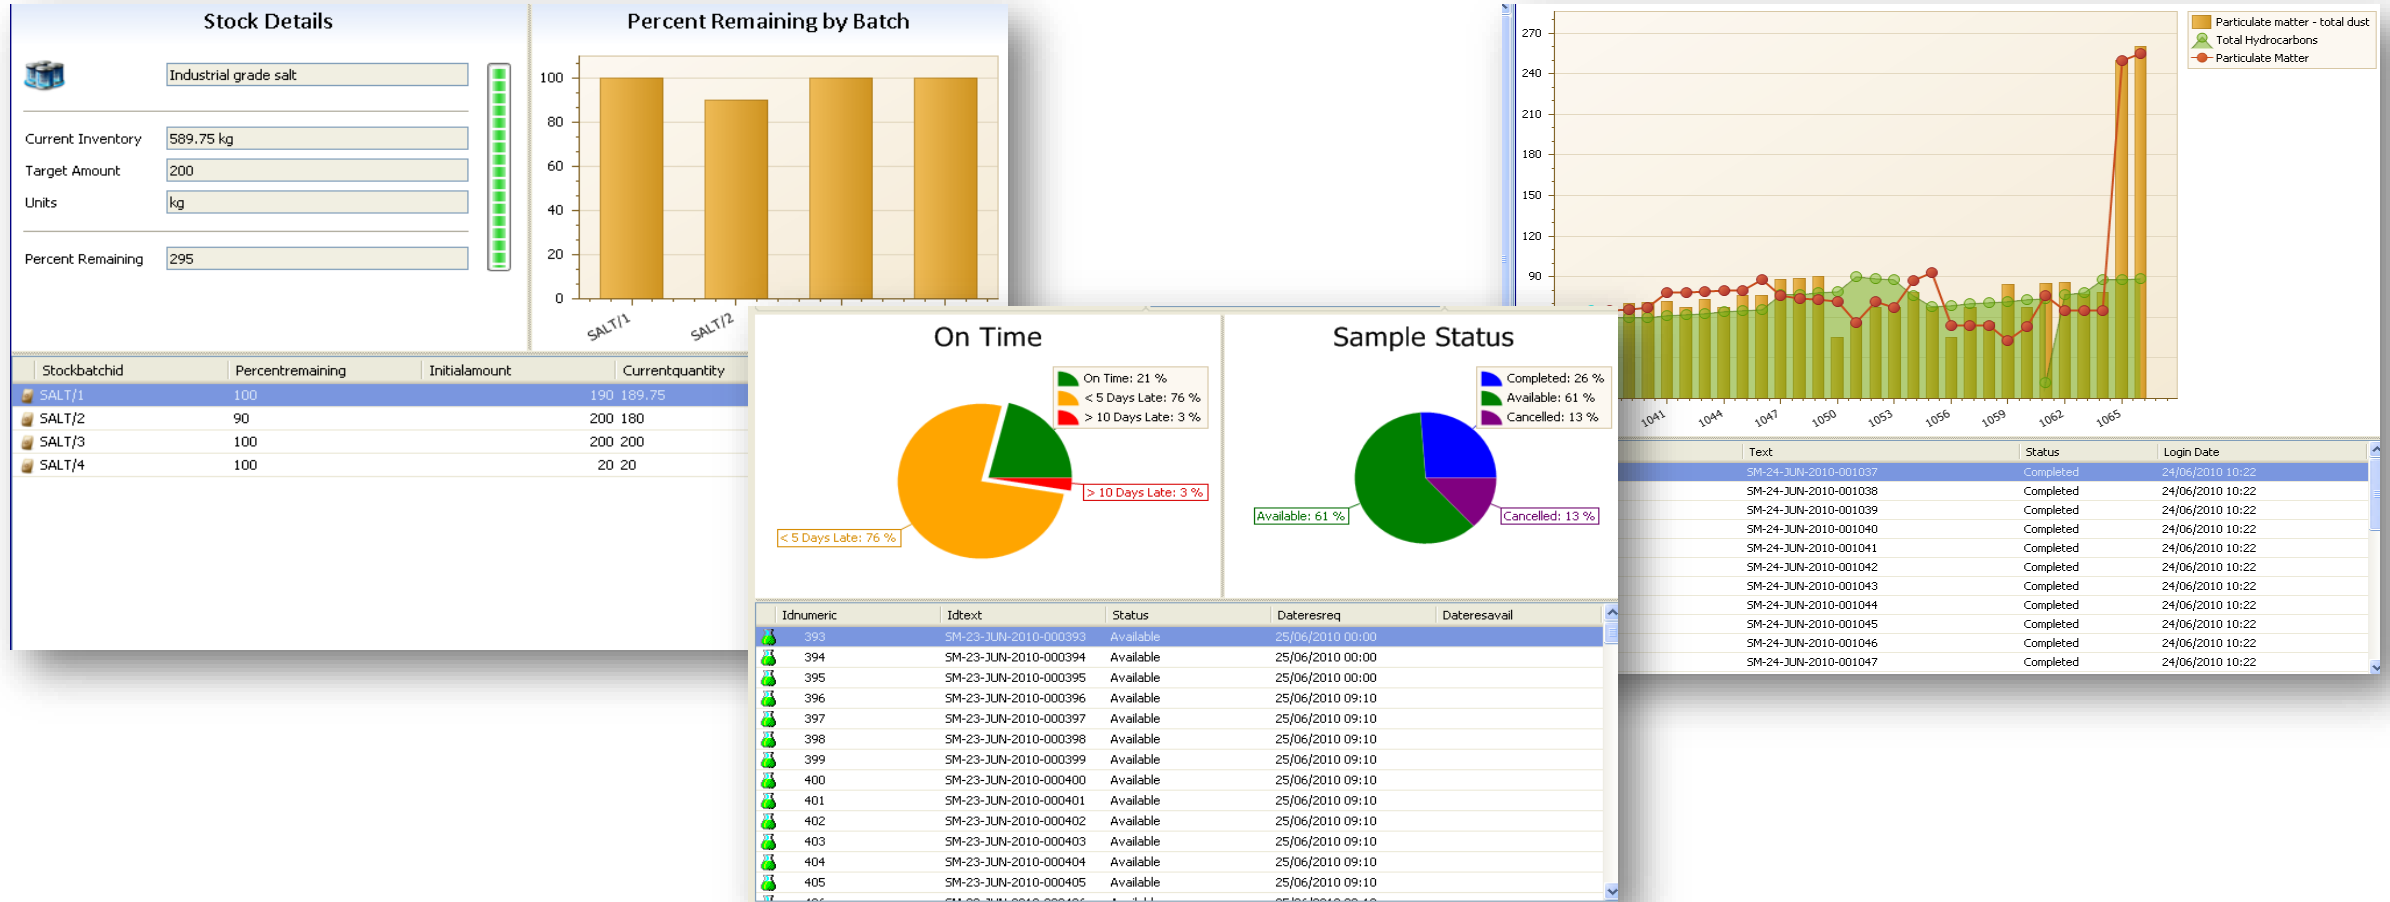 Stock Details
Industrial grade salt
Current Inventory 589.75 kg
Target Amount 200
Units kg
Percent Remaining 295
Percent Remaining by Batch
100
80
60
40
20
0
SALT/1 SALT/2
Stockbatchid Percentremaining Initialamount Currentquantity
SALT/1 100 190 189.75
SALT/2 90 200 180
SALT/3 100 200 200
SALT/4 100 20 20
On Time
On Time: 21 %
< 5 Days Late: 76 %
> 10 Days Late: 3 %
> 10 Days Late: 3 %
< 5 Days Late: 76 %
Sample Status
Completed: 26 %
Available: 61 %
Cancelled: 13 %
Available: 61 %
Cancelled: 13 %
Idnumeric Idtext Status Dateresreq Dateresavail
393 SM-23-JUN-2010-000393 Available 25/06/2010 00:00
394 SM-23-JUN-2010-000394 Available 25/06/2010 00:00
395 SM-23-JUN-2010-000395 Available 25/06/2010 00:00
396 SM-23-JUN-2010-000396 Available 25/06/2010 09:10
397 SM-23-JUN-2010-000397 Available 25/06/2010 09:10
398 SM-23-JUN-2010-000398 Available 25/06/2010 09:10
399 SM-23-JUN-2010-000399 Available 25/06/2010 09:10
400 SM-23-JUN-2010-000400 Available 25/06/2010 09:10
401 SM-23-JUN-2010-000401 Available 25/06/2010 09:10
402 SM-23-JUN-2010-000402 Available 25/06/2010 09:10
403 SM-23-JUN-2010-000403 Available 25/06/2010 09:10
404 SM-23-JUN-2010-000404 Available 25/06/2010 09:10
405 SM-23-JUN-2010-000405 Available 25/06/2010 09:10
270
240
210
180
150
120
90
1041 1044 1047 1050 1053 1056 1059 1062 1065
Particulate matter - total dust
Total Hydrocarbons
Particulate Matter
Text Status Login Date
SM-24-JUN-2010-001037 Completed 24/06/2010 10:22
SM-24-JUN-2010-001038 Completed 24/06/2010 10:22
SM-24-JUN-2010-001039 Completed 24/06/2010 10:22
SM-24-JUN-2010-001040 Completed 24/06/2010 10:22
SM-24-JUN-2010-001041 Completed 24/06/2010 10:22
SM-24-JUN-2010-001042 Completed 24/06/2010 10:22
SM-24-JUN-2010-001043 Completed 24/06/2010 10:22
SM-24-JUN-2010-001044 Completed 24/06/2010 10:22
SM-24-JUN-2010-001045 Completed 24/06/2010 10:22
SM-24-JUN-2010-001046 Completed 24/06/2010 10:22
SM-24-JUN-2010-001047 Completed 24/06/2010 10:22